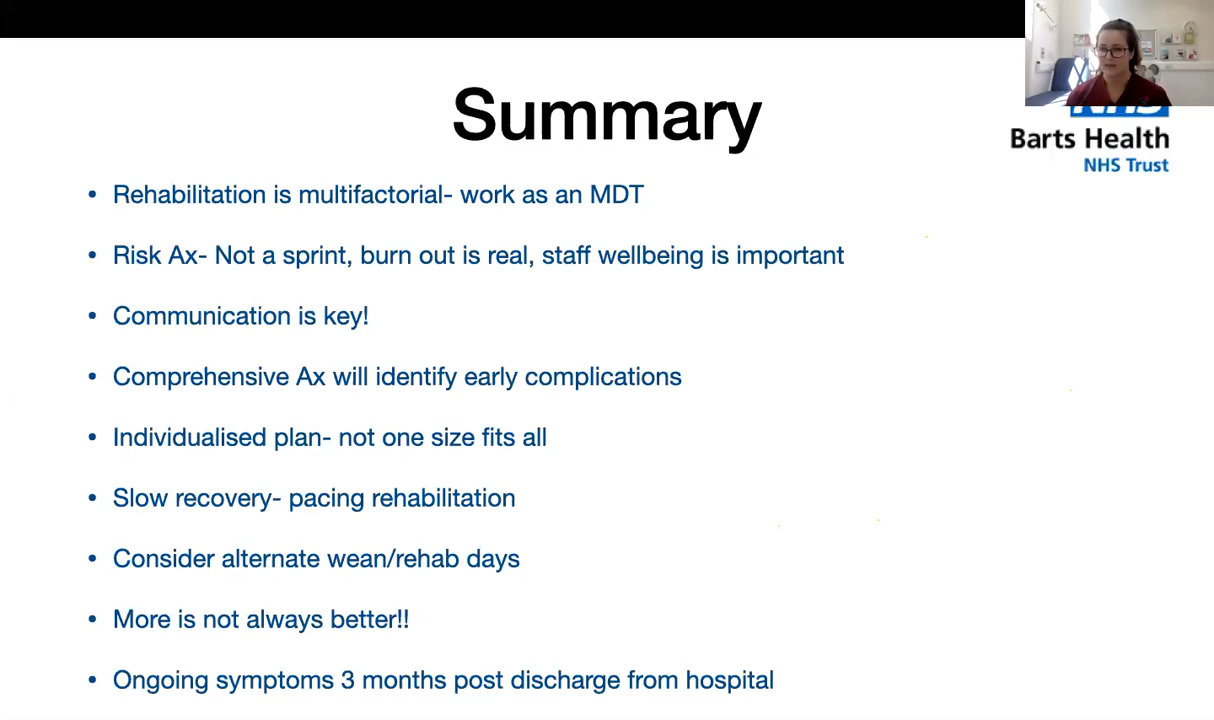 Summary
NHS
Barts Health
NHS Trust
• Rehabilitation is multifactorial- work as an MDT
• Risk Ax- Not a sprint, burn out is real, staff wellbeing is important
• Communication is key!
• Comprehensive Ax will identify early complications
• Individualised plan- not one size fits all
• Slow recovery- pacing rehabilitation
• Consider alternate wean/rehab days
• More is not always better!!
• Ongoing symptoms 3 months post discharge from hospital